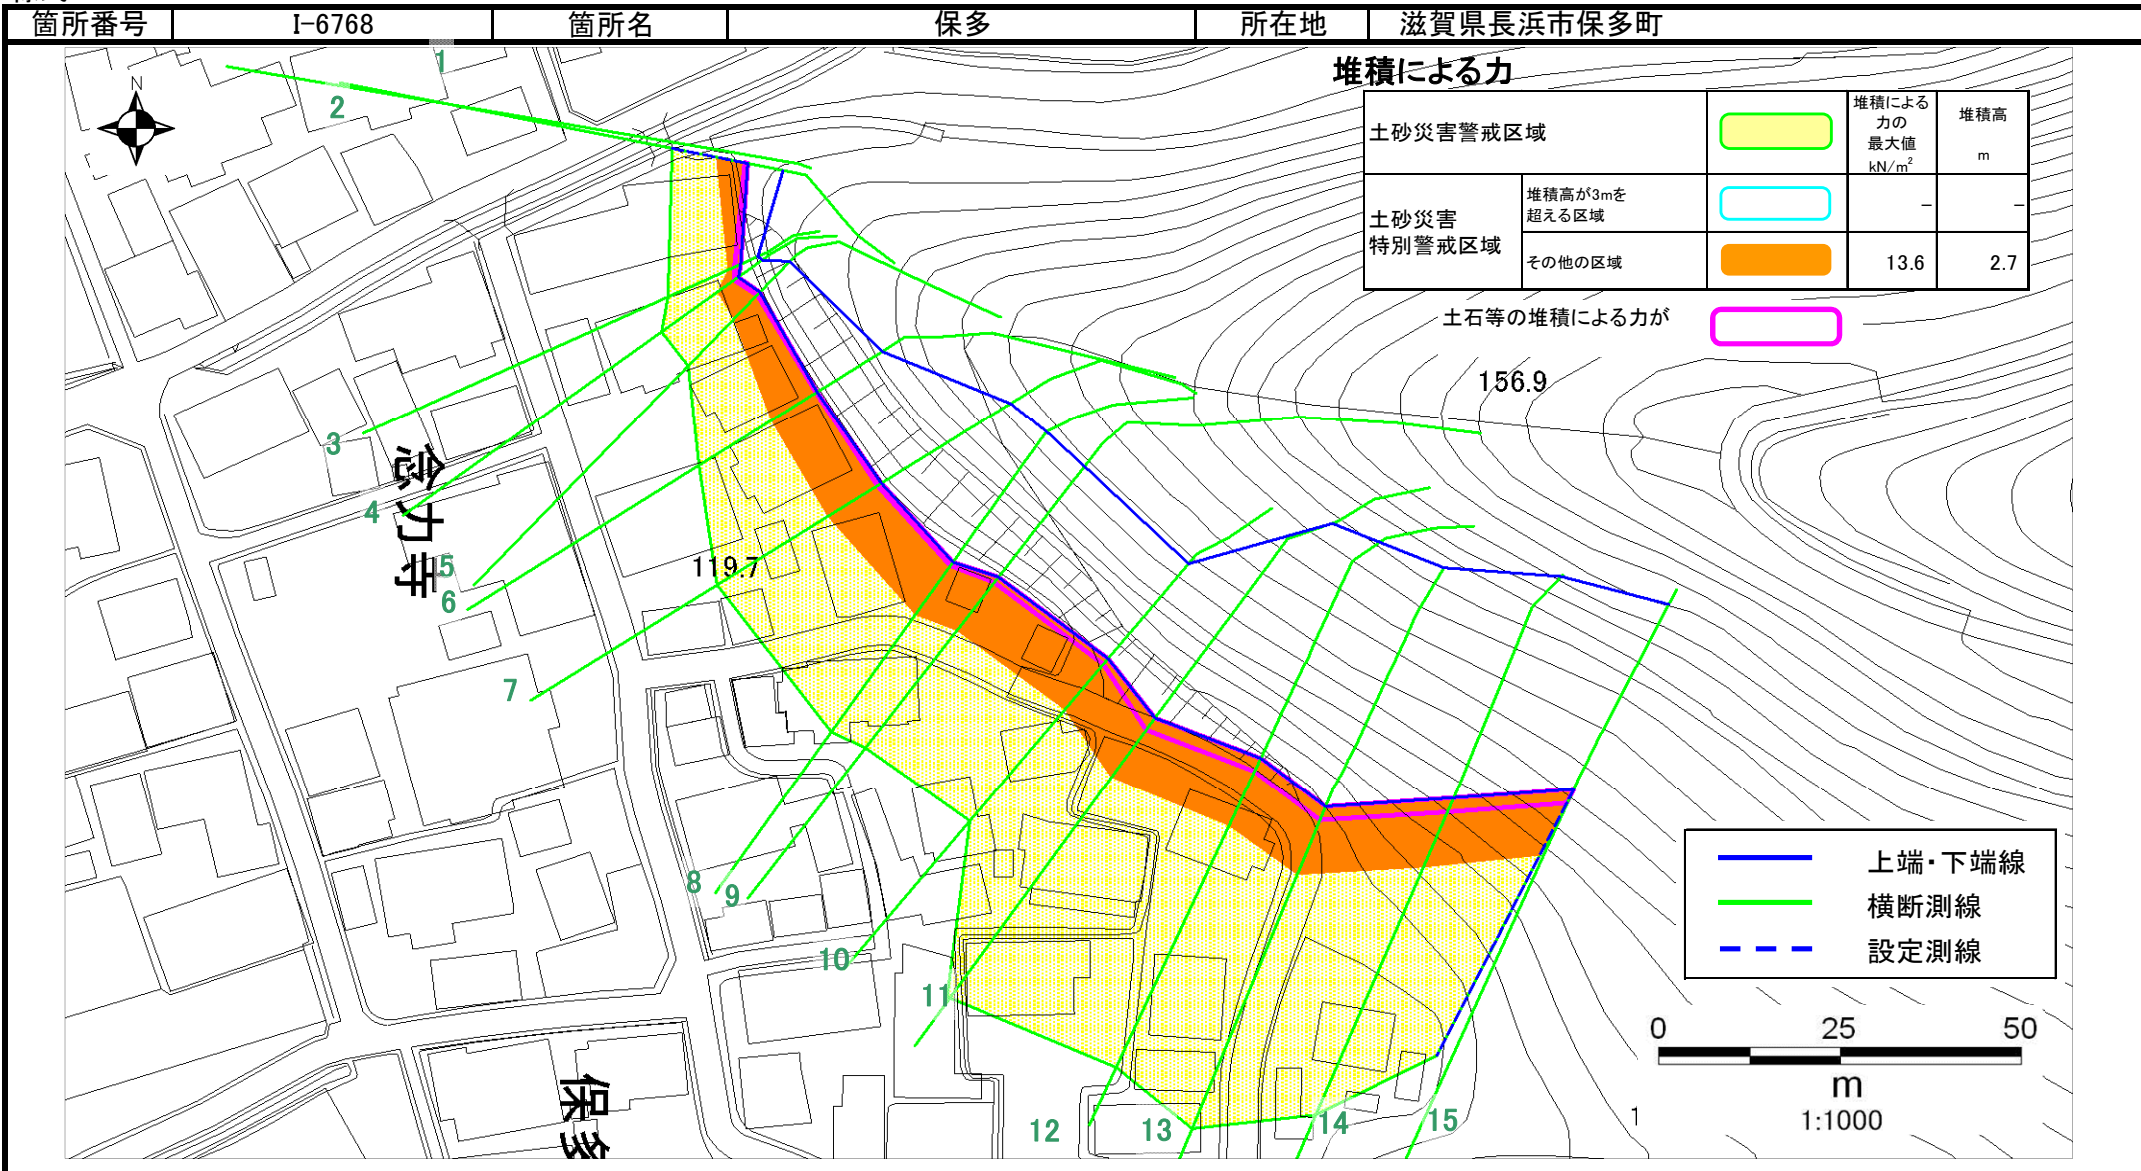 箇所番号 I-6768 箇所名 保多 所在地 滋賀県長浜市保多町
堆積による力
土砂災害警戒区域
堆積による
力の
最大値
kN/m²
堆積高
m
土砂災害
特別警戒区域
堆積高が3mを
超える区域
-
-
その他の区域
13.6
2.7
土石等の堆積による力が
N
1
2
3
4
5
6
7
8
9
10
11
12
13
14
15
156.9
119.7
念力寺
保多
上端・下端線
横断測線
設定測線
0 25 50
m
1:1000
1